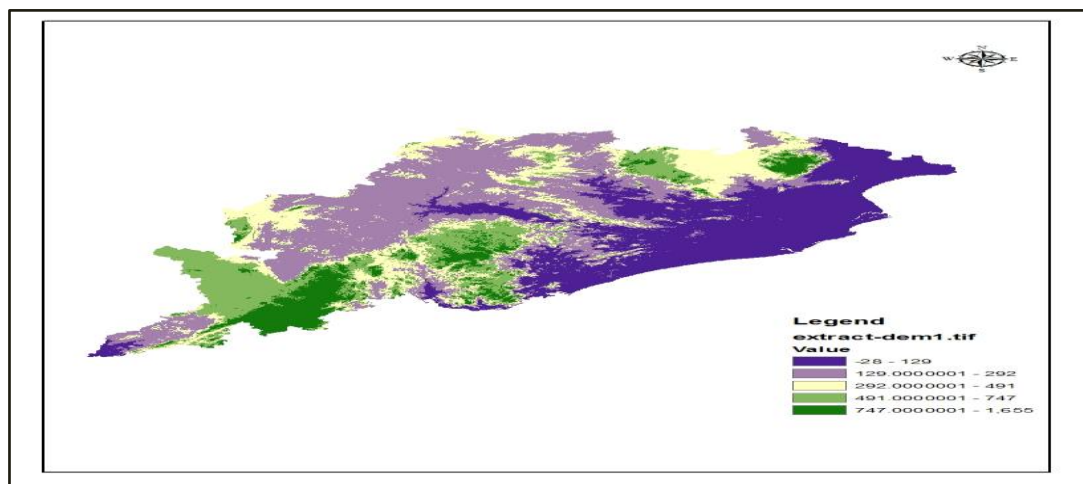 N
W E
S
Legend
extract-dem1.tif
Value
-28 - 129
129.0000001 - 292
292.0000001 - 491
491.0000001 - 747
747.0000001 - 1,655